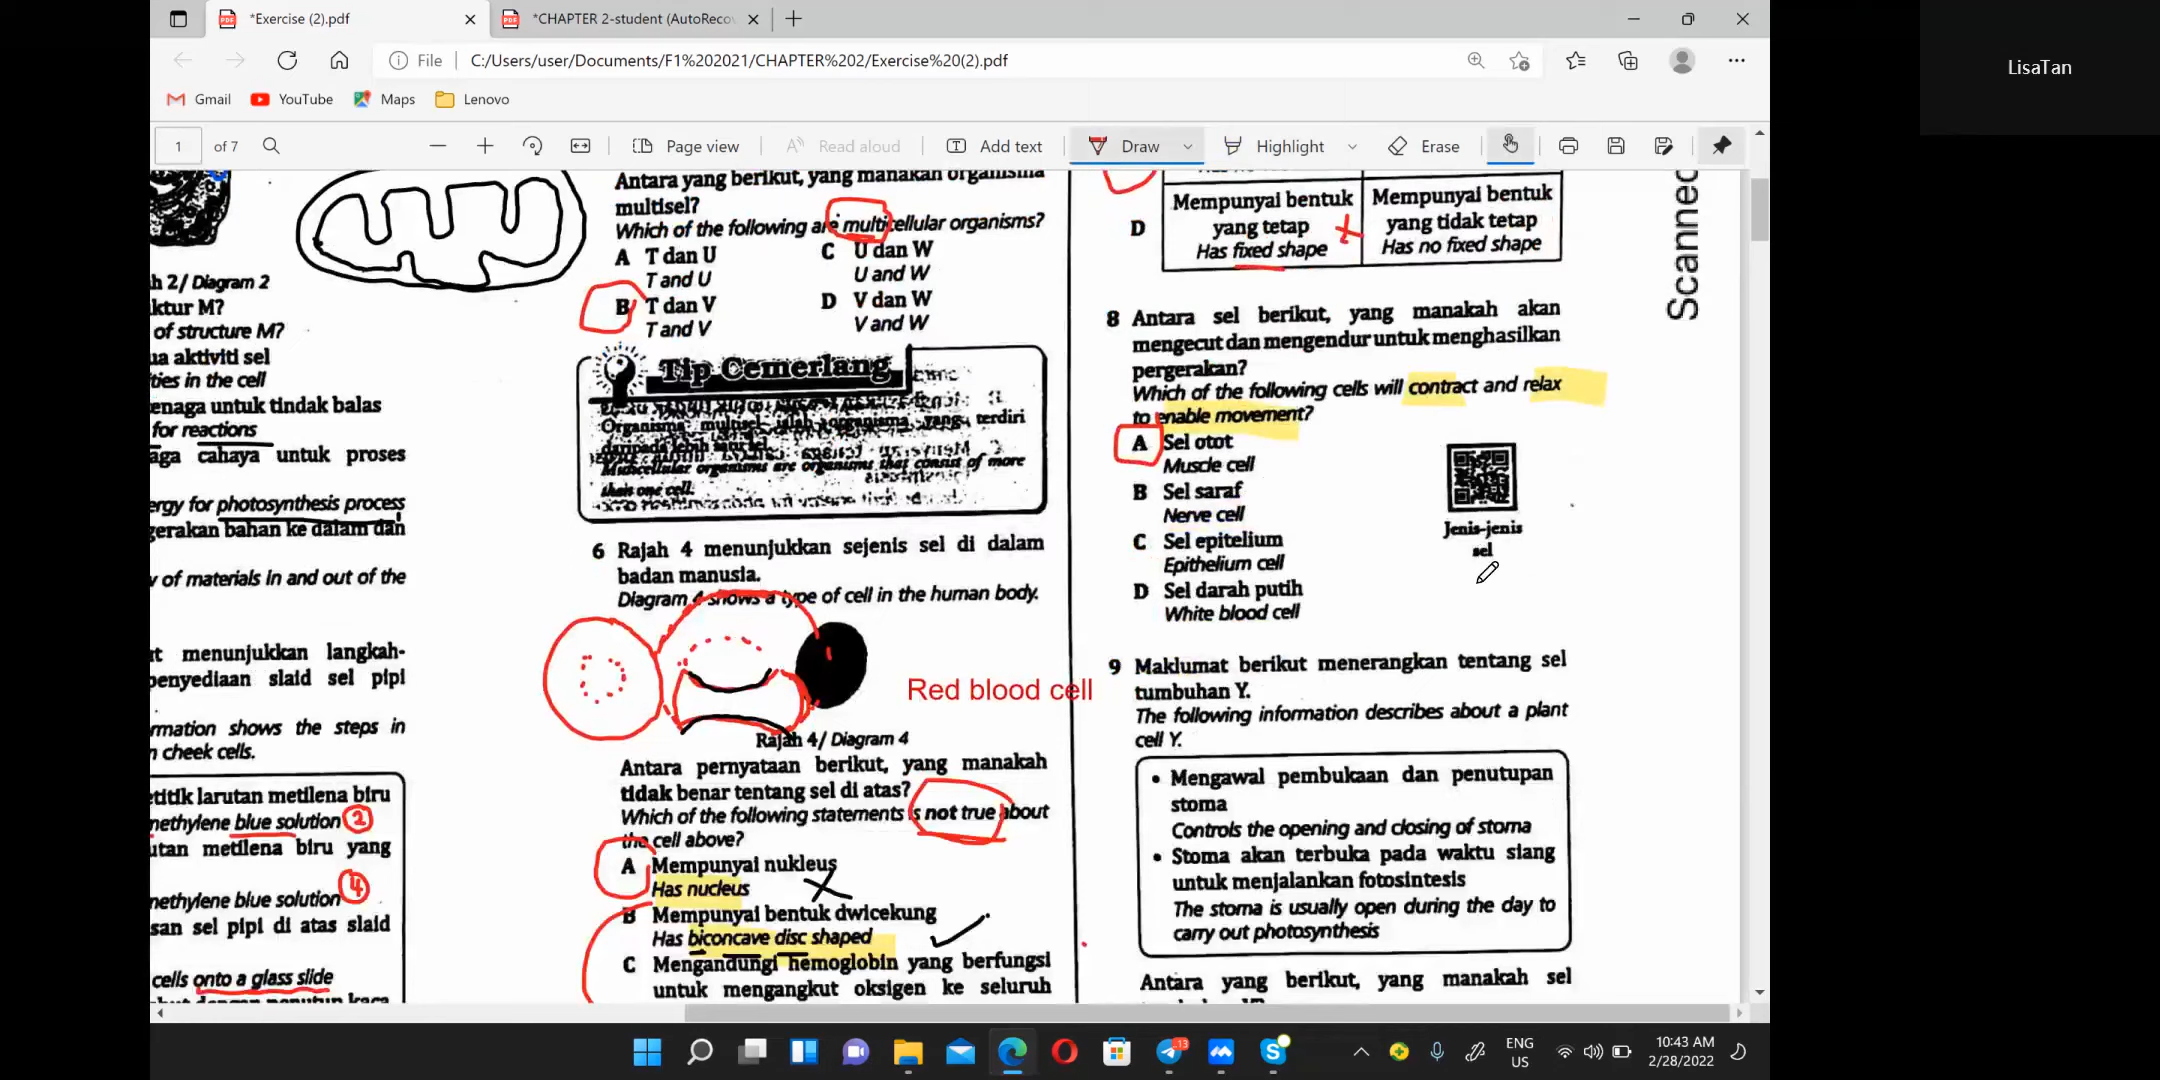 *Exercise (2).pdf
*CHAPTER 2-student (AutoReco
File
C:/Users/user/Documents/F1%202021/CHAPTER%202/Exercise%20(2).pdf
LisaTan
Gmail
YouTube
Maps
Lenovo
1 of 7
Page view
Read aloud
Add text
Draw
Highlight
Erase
h 2/ Diagram 2
ktur M?
of structure M?
ua aktiviti sel
ties in the cell
enaga untuk tindak balas
for reactions
aga cahaya untuk proses
ergy for photosynthesis process
gerakan bahan ke dalam dan
of materials in and out of the
t menunjukkan langkah-
penyediaan slaid sel pipi
rmation shows the steps in
n cheek cells.
etitik larutan metilena biru
methylene blue solution 2
utan metilena biru yang
methylene blue solution 4
san sel pipi di atas slaid
cells onto a glass slide
Antara yang berikut, yang manakah organisma
multisel?
Which of the following are multicellular organisms?
A T dan U
T and U
B T dan V
T and V
C U dan W
U and W
D V dan W
V and W
Tip Cemerlang
Organisma multisel ialah organisma yang terdiri
daripada lebih satu sel.
Multicellular organisms are organisms that consist of more
than one cell.
6 Rajah 4 menunjukkan sejenis sel di dalam
badan manusia.
Diagram 4 shows a type of cell in the human body.
Red blood cell
Rajah 4/ Diagram 4
Antara pernyataan berikut, yang manakah
tidak benar tentang sel di atas?
Which of the following statements is not true about
the cell above?
A Mempunyai nukleus
Has nucleus
B Mempunyai bentuk dwicekung
Has biconcave disc shaped
C Mengandungi hemoglobin yang berfungsi
untuk mengangkut oksigen ke seluruh
D Mempunyai bentuk
yang tetap
Has fixed shape
Mempunyai bentuk
yang tidak tetap
Has no fixed shape
8 Antara sel berikut, yang manakah akan
mengecut dan mengendur untuk menghasilkan
pergerakan?
Which of the following cells will contract and relax
to enable movement?
A Sel otot
Muscle cell
B Sel saraf
Nerve cell
C Sel epitelium
Epithelium cell
D Sel darah putih
White blood cell
Jenis-jenis
sel
9 Maklumat berikut menerangkan tentang sel
tumbuhan Y.
The following information describes about a plant
cell Y.
• Mengawal pembukaan dan penutupan
stoma
Controls the opening and closing of stoma
• Stoma akan terbuka pada waktu siang
untuk menjalankan fotosintesis
The stoma is usually open during the day to
carry out photosynthesis
Antara yang berikut, yang manakah sel
Scanned
13
ENG
US
10:43 AM
2/28/2022